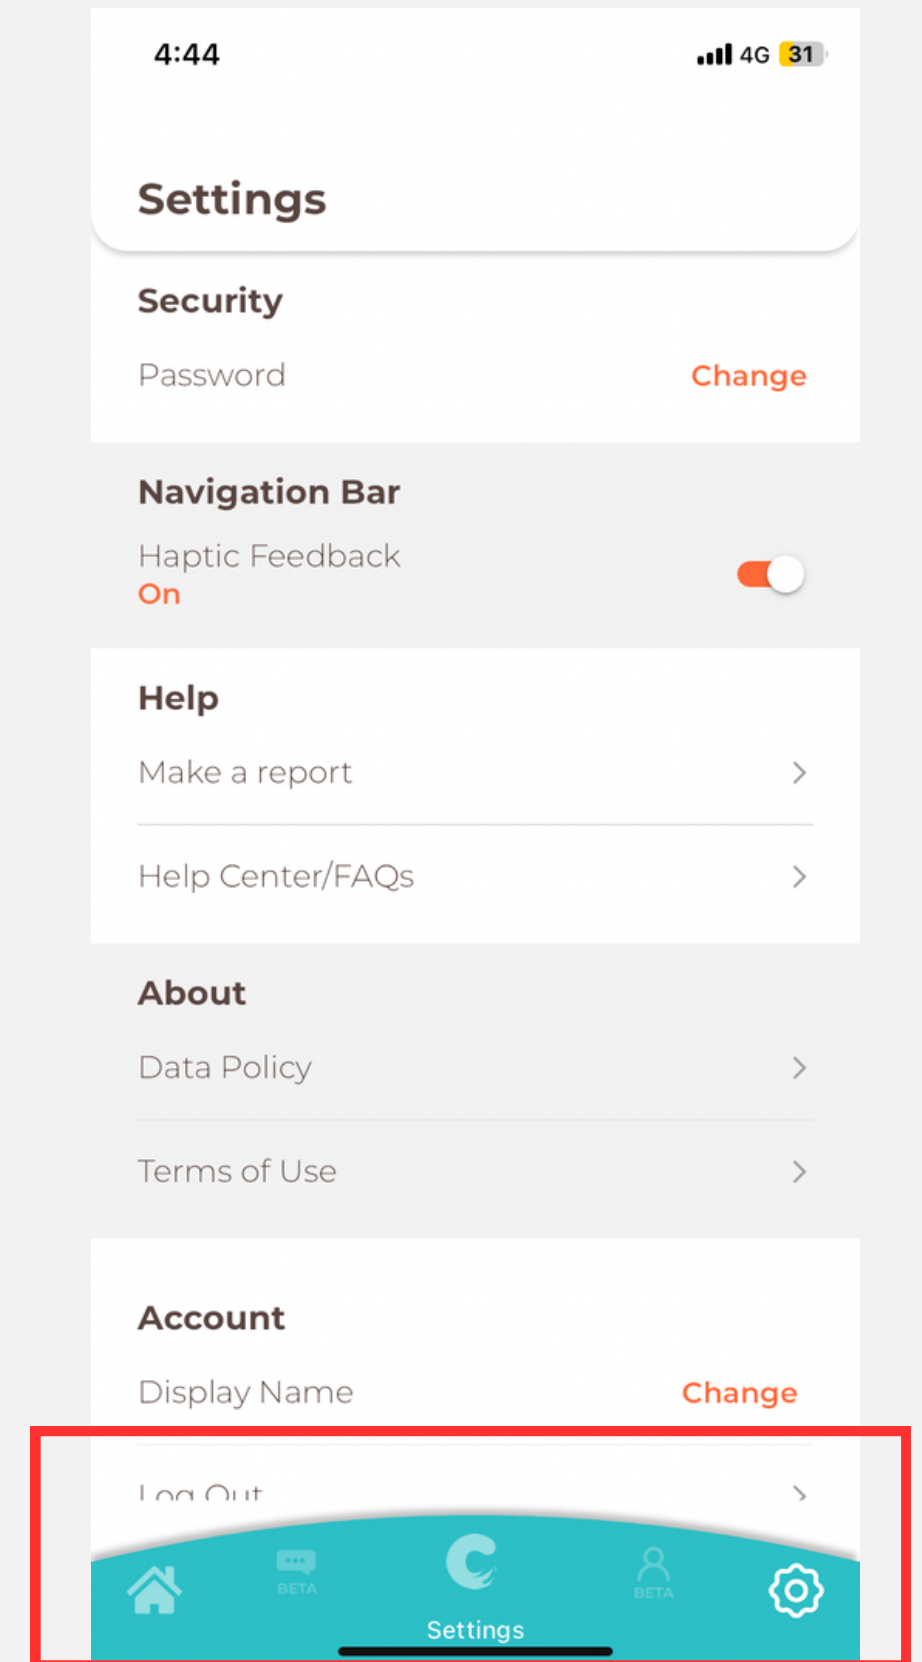 4:44
4G 31
Settings
Security
Password Change
Navigation Bar
Haptic Feedback
On
Help
Make a report
Help Center/FAQs
About
Data Policy
Terms of Use
Account
Display Name Change
Log Out
BETA
BETA
Settings